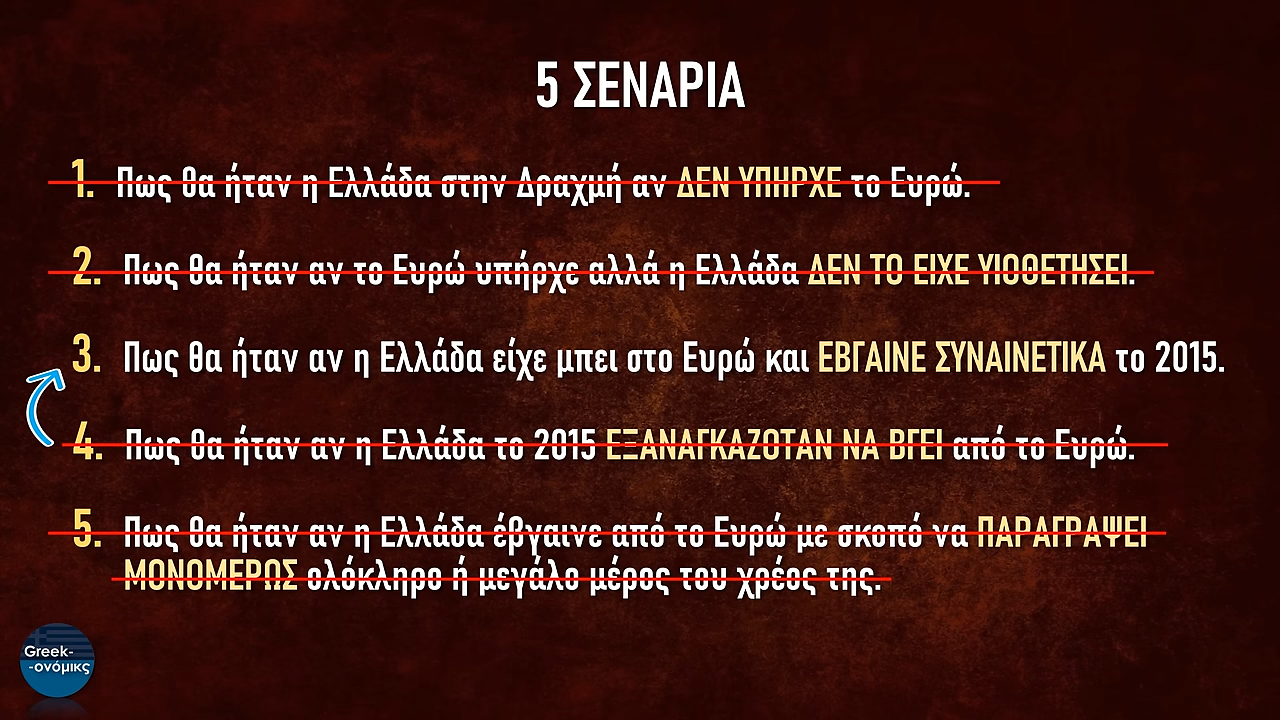 5 ΣΕΝΑΡΙΑ
1. Πως θα ήταν η Ελλάδα στην Δραχμή αν ΔΕΝ ΥΠΗΡΧΕ το Ευρώ.
2. Πως θα ήταν αν το Ευρώ υπήρχε αλλά η Ελλάδα ΔΕΝ ΤΟ ΕΙΧΕ ΥΙΟΘΕΤΗΣΕΙ.
3. Πως θα ήταν αν η Ελλάδα είχε μπει στο Ευρώ και ΕΒΓΑΙΝΕ ΣΥΝΑΙΝΕΤΙΚΑ το 2015.
4. Πως θα ήταν αν η Ελλάδα το 2015 ΕΞΑΝΑΓΚΑΖΟΤΑΝ ΝΑ ΒΓΕΙ από το Ευρώ.
5. Πως θα ήταν αν η Ελλάδα έβγαινε από το Ευρώ με σκοπό να ΠΑΡΑΓΡΑΨΕΙ
ΜΟΝΟΜΕΡΩΣ ολόκληρο ή μεγάλο μέρος του χρέος της.
Greek-
-ονόμικς